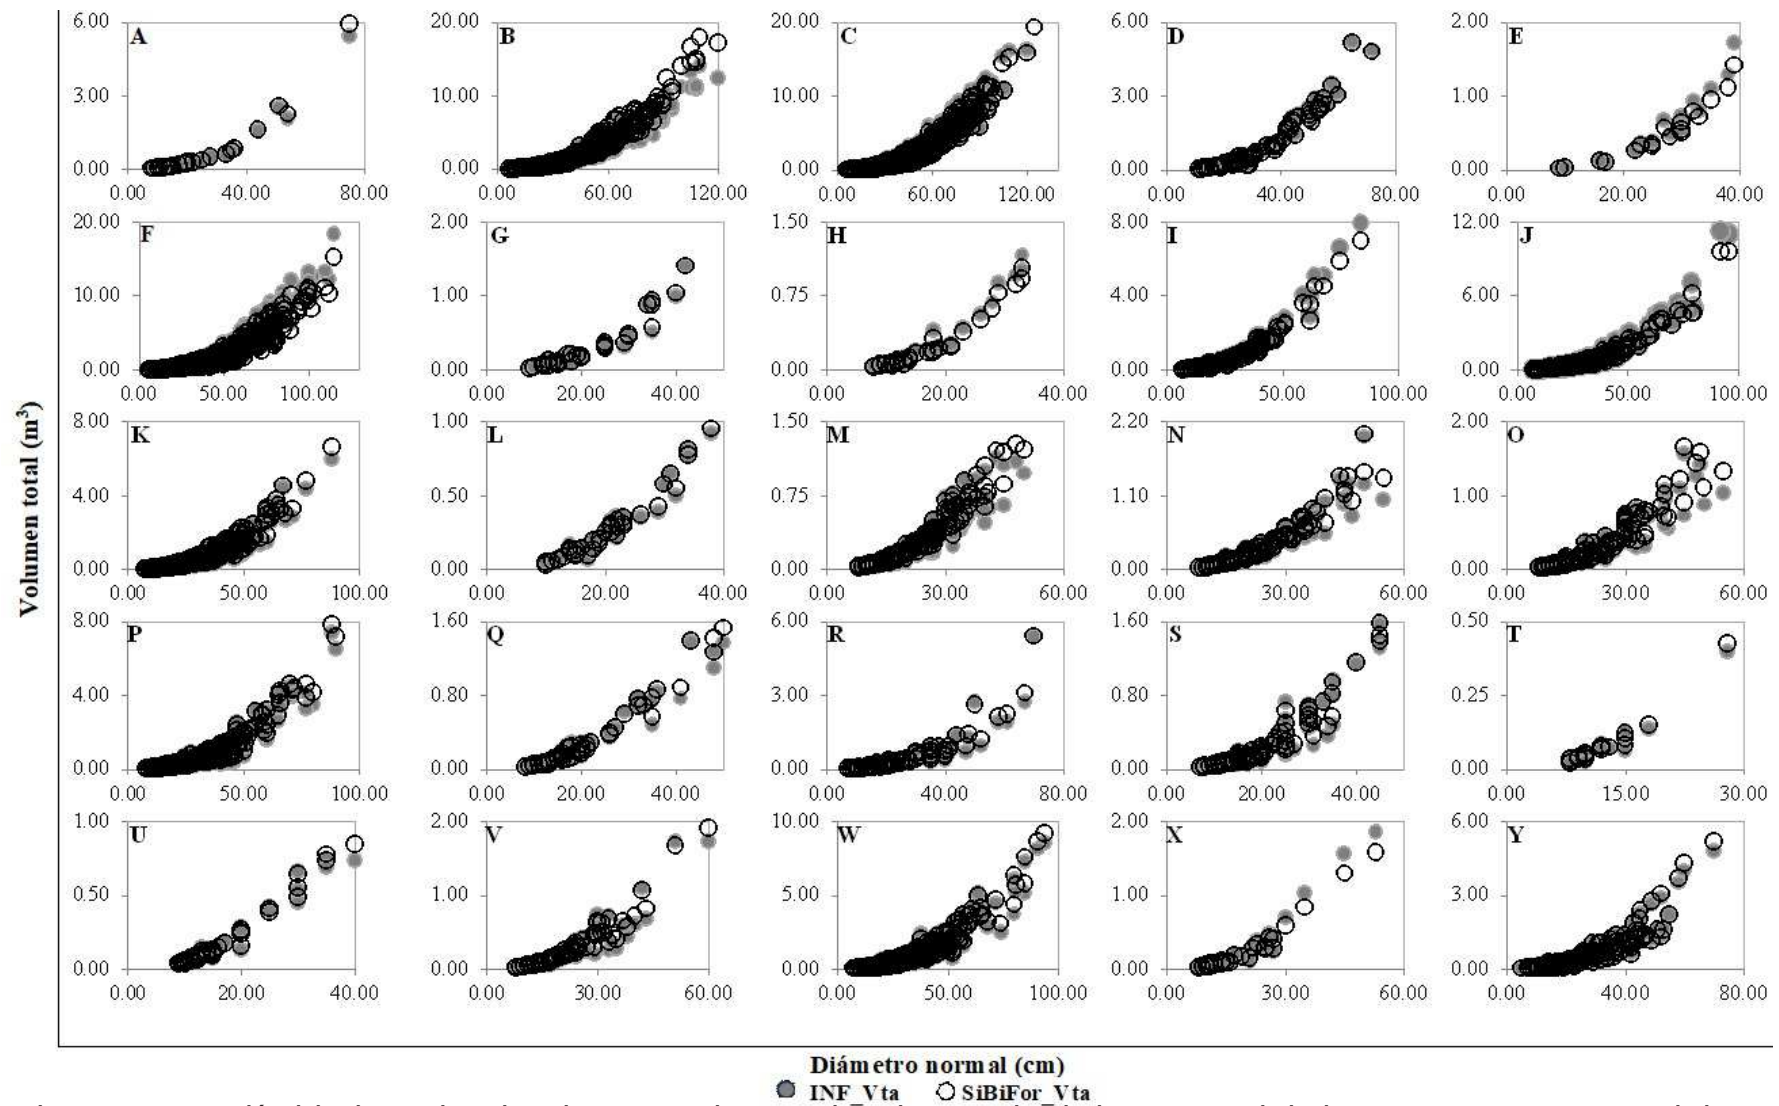 6.00
3.00
0.00
0.00 40.00 80.00
A
20.00
10.00
0.00
0.00 60.00 120.00
B
20.00
10.00
0.00
0.00 60.00 120.00
C
6.00
3.00
0.00
0.00 40.00 80.00
D
2.00
1.00
0.00
0.00 20.00 40.00
E
20.00
10.00
0.00
0.00 50.00 100.00
F
2.00
1.00
0.00
0.00 20.00 40.00
G
1.50
0.75
0.00
0.00 20.00 40.00
H
8.00
4.00
0.00
0.00 50.00 100.00
I
12.00
6.00
0.00
0.00 50.00 100.00
J
8.00
4.00
0.00
0.00 50.00 100.00
K
1.00
0.50
0.00
0.00 20.00 40.00
L
1.50
0.75
0.00
0.00 30.00 60.00
M
2.20
1.10
0.00
0.00 30.00 60.00
N
2.00
1.00
0.00
0.00 30.00 60.00
O
8.00
4.00
0.00
0.00 50.00 100.00
P
1.60
0.80
0.00
0.00 20.00 40.00
Q
6.00
3.00
0.00
0.00 40.00 80.00
R
1.60
0.80
0.00
0.00 20.00 40.00
S
0.50
0.25
0.00
0.00 15.00 30.00
T
1.00
0.50
0.00
0.00 20.00 40.00
U
2.00
1.00
0.00
0.00 30.00 60.00
V
10.00
5.00
0.00
0.00 50.00 100.00
W
2.00
1.00
0.00
0.00 30.00 60.00
X
6.00
3.00
0.00
0.00 40.00 80.00
Y
Volumen total (m³)
Diámetro normal (cm)
INF_Vta SiBiFor_Vta